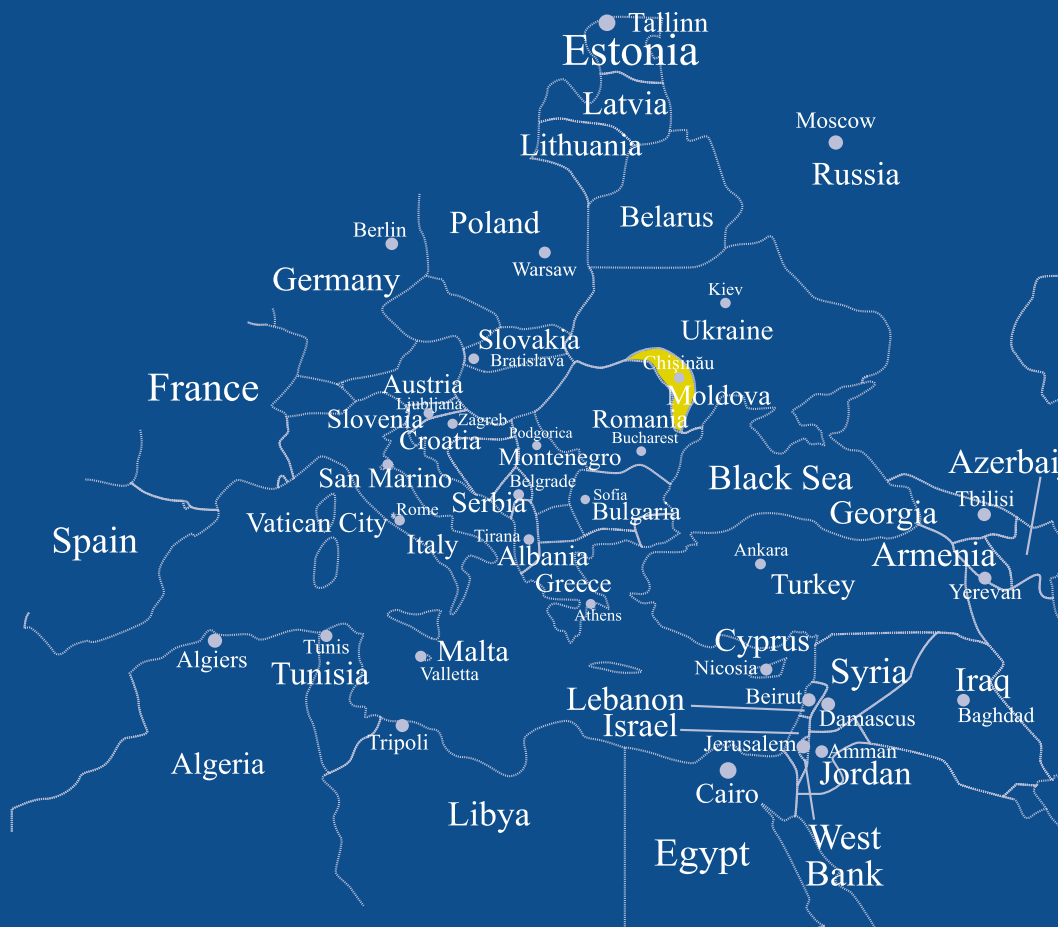 Tallinn
Estonia
Latvia
Moscow
Lithuania
Russia
Belarus
Poland
Berlin
Warsaw
Germany
Kiev
Ukraine
Slovakia
Bratislava
Chişinău
France
Austria
Moldova
Ljubljana
Slovenia
Zagreb
Romania
Croatia
Podgorica
Bucharest
Montenegro
Azerbaij
San Marino
Black Sea
Belgrade
Serbia
Sofia
Tbilisi
Rome
Bulgaria
Georgia
Vatican City
Tirana
Spain
Italy
Albania
Ankara
Armenia
Greece
Turkey
Yerevan
Athens
Cyprus
Tunis
Malta
Algiers
Tunisia
Valletta
Nicosia
Syria
Iraq
Lebanon
Beirut
Baghdad
Israel
Damascus
Tripoli
Jerusalem
Amman
Algeria
Jordan
Cairo
Libya
West
Bank
Egypt